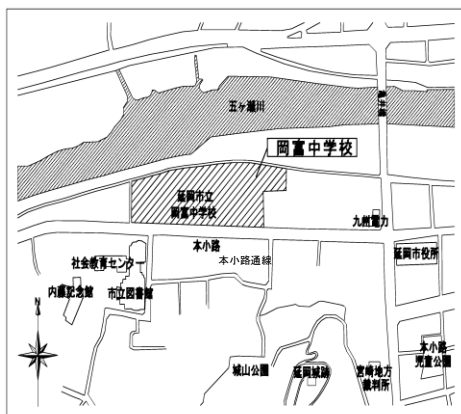 五ヶ瀬川
岡富中学校
延岡市立
岡富中学校
九州電力
本小路
本小路通線
延岡市役所
社会教育センター
内藤記念館
市立図書館
N
城山公園
延岡城跡
宮崎地方
裁判所
本小路
児童公園